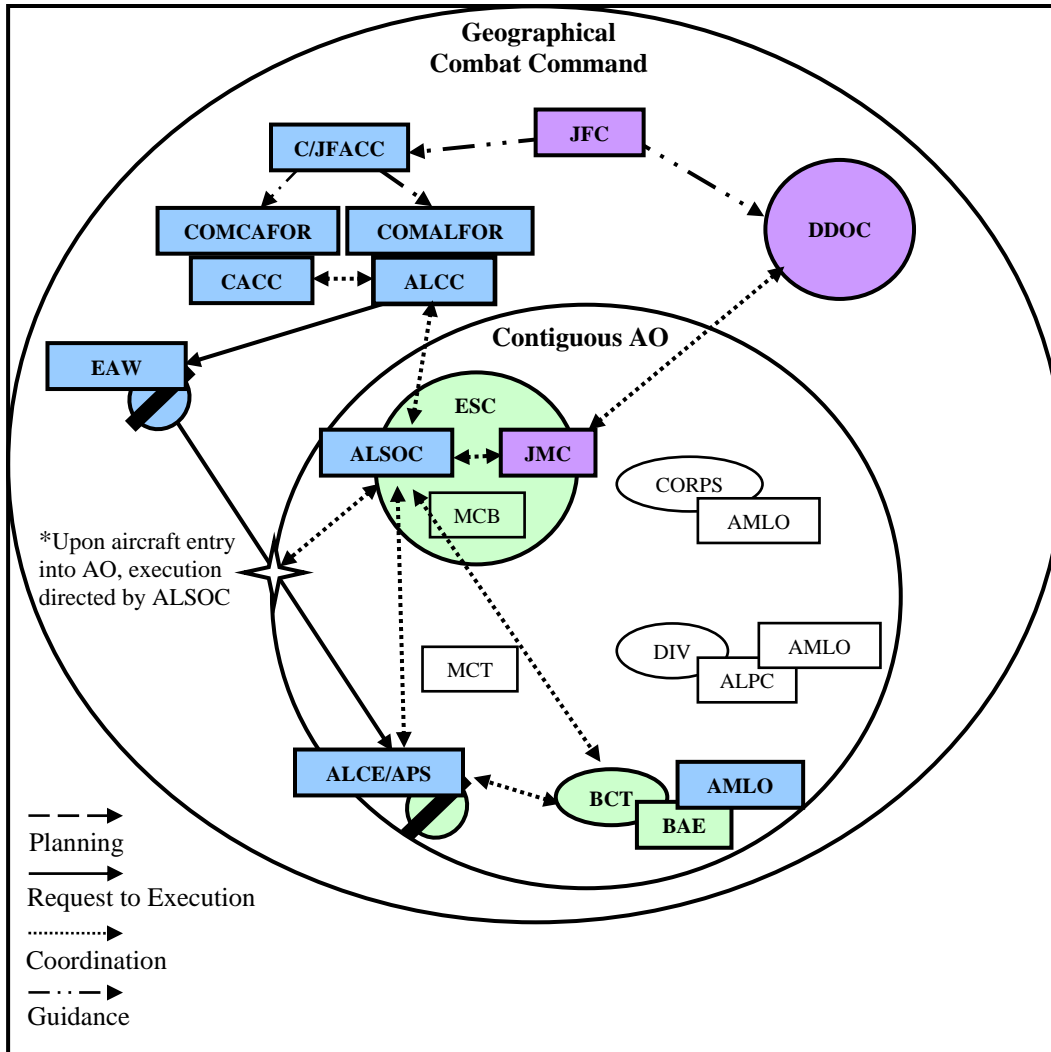 Geographical
Combat Command
JFC
C/JFACC
DDOC
COMCAFOR
COMALFOR
CACC
ALCC
Contiguous AO
EAW
ESC
ALSOC
JMC
CORPS
MCB
AMLO
*Upon aircraft entry
into AO, execution
directed by ALSOC
DIV
AMLO
MCT
ALPC
ALCE/APS
BCT
AMLO
BAE
Planning
Request to Execution
Coordination
Guidance